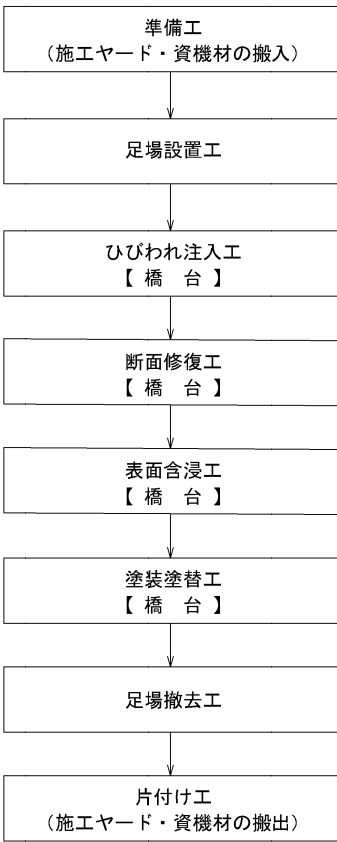 準備工
（施工ヤード・資機材の搬入）
足場設置工
ひびわれ注入工
【 橋　台 】
断面修復工
【 橋　台 】
表面含浸工
【 橋　台 】
塗装塗替工
【 橋　台 】
足場撤去工
片付け工
（施工ヤード・資機材の搬出）